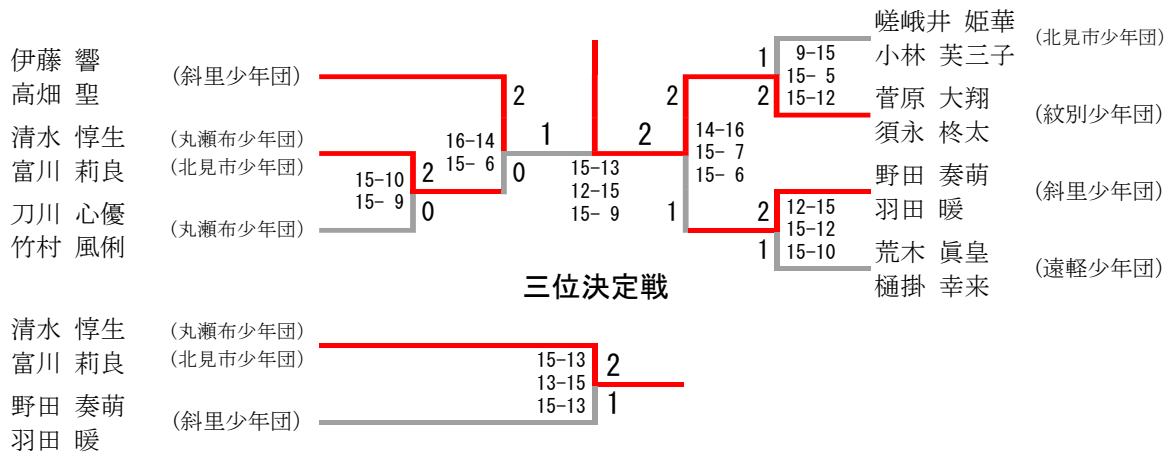 伊藤 響
高畑 聖
(斜里少年団)
清水 惇生
富川 莉良
(丸瀬布少年団)
(北見市少年団)
刀川 心優
竹村 風俐
(丸瀬布少年団)
15-10
15- 9
2
0
16-14
15- 6
2
0
1
2
15-13
12-15
15- 9
嵯峨井 姫華
小林 芙三子
(北見市少年団)
菅原 大翔
須永 柊太
(紋別少年団)
野田 奏萌
羽田 暖
(斜里少年団)
荒木 眞皇
樋掛 幸来
(遠軽少年団)
1
2
9-15
15- 5
15-12
2
1
12-15
15-12
15-10
2
1
14-16
15- 7
15- 6
三位決定戦
清水 惇生
富川 莉良
(丸瀬布少年団)
(北見市少年団)
野田 奏萌
羽田 暖
(斜里少年団)
15-13
13-15
15-13
2
1